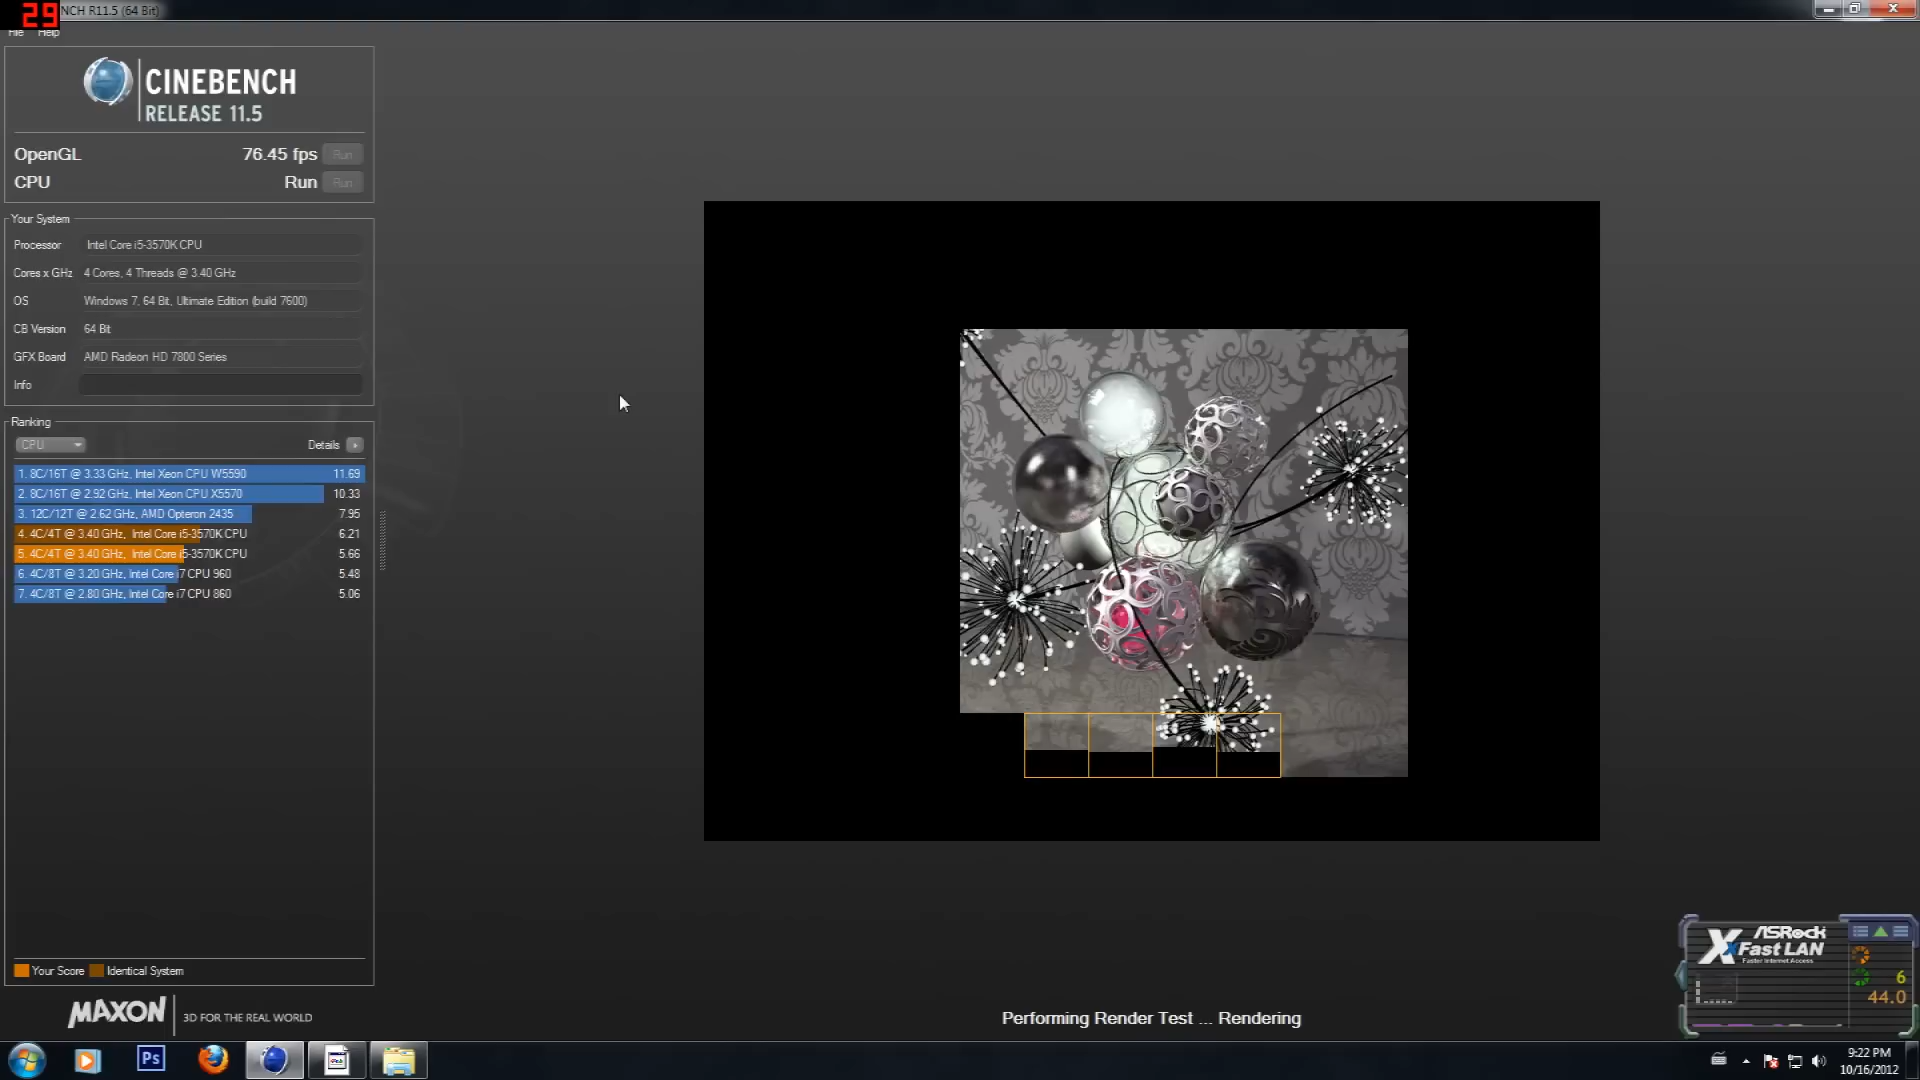 29
NCH R11.5 (64 Bit)
File Help
CINEBENCH
RELEASE 11.5
OpenGL 76.45 fps Run
CPU Run Run
Your System
Processor Intel Core i5-3570K CPU
Cores x GHz 4 Cores, 4 Threads @ 3.40 GHz
OS Windows 7, 64 Bit, Ultimate Edition (build 7600)
CB Version 64 Bit
GFX Board AMD Radeon HD 7800 Series
Info
Ranking
CPU Details
1. 8C/16T @ 3.33 GHz, Intel Xeon CPU W5590 11.69
2. 8C/16T @ 2.92 GHz, Intel Xeon CPU X5570 10.33
3. 12C/12T @ 2.62 GHz, AMD Opteron 2435 7.95
4. 4C/4T @ 3.40 GHz, Intel Core i5-3570K CPU 6.21
5. 4C/4T @ 3.40 GHz, Intel Core i5-3570K CPU 5.66
6. 4C/8T @ 3.20 GHz, Intel Core i7 CPU 960 5.48
7. 4C/8T @ 2.80 GHz, Intel Core i7 CPU 860 5.06
Your Score Identical System
MAXON 3D FOR THE REAL WORLD
Performing Render Test ... Rendering
ASRock
XFast LAN
Faster Internet Access
6
44.0
Ps
9:22 PM
10/16/2012